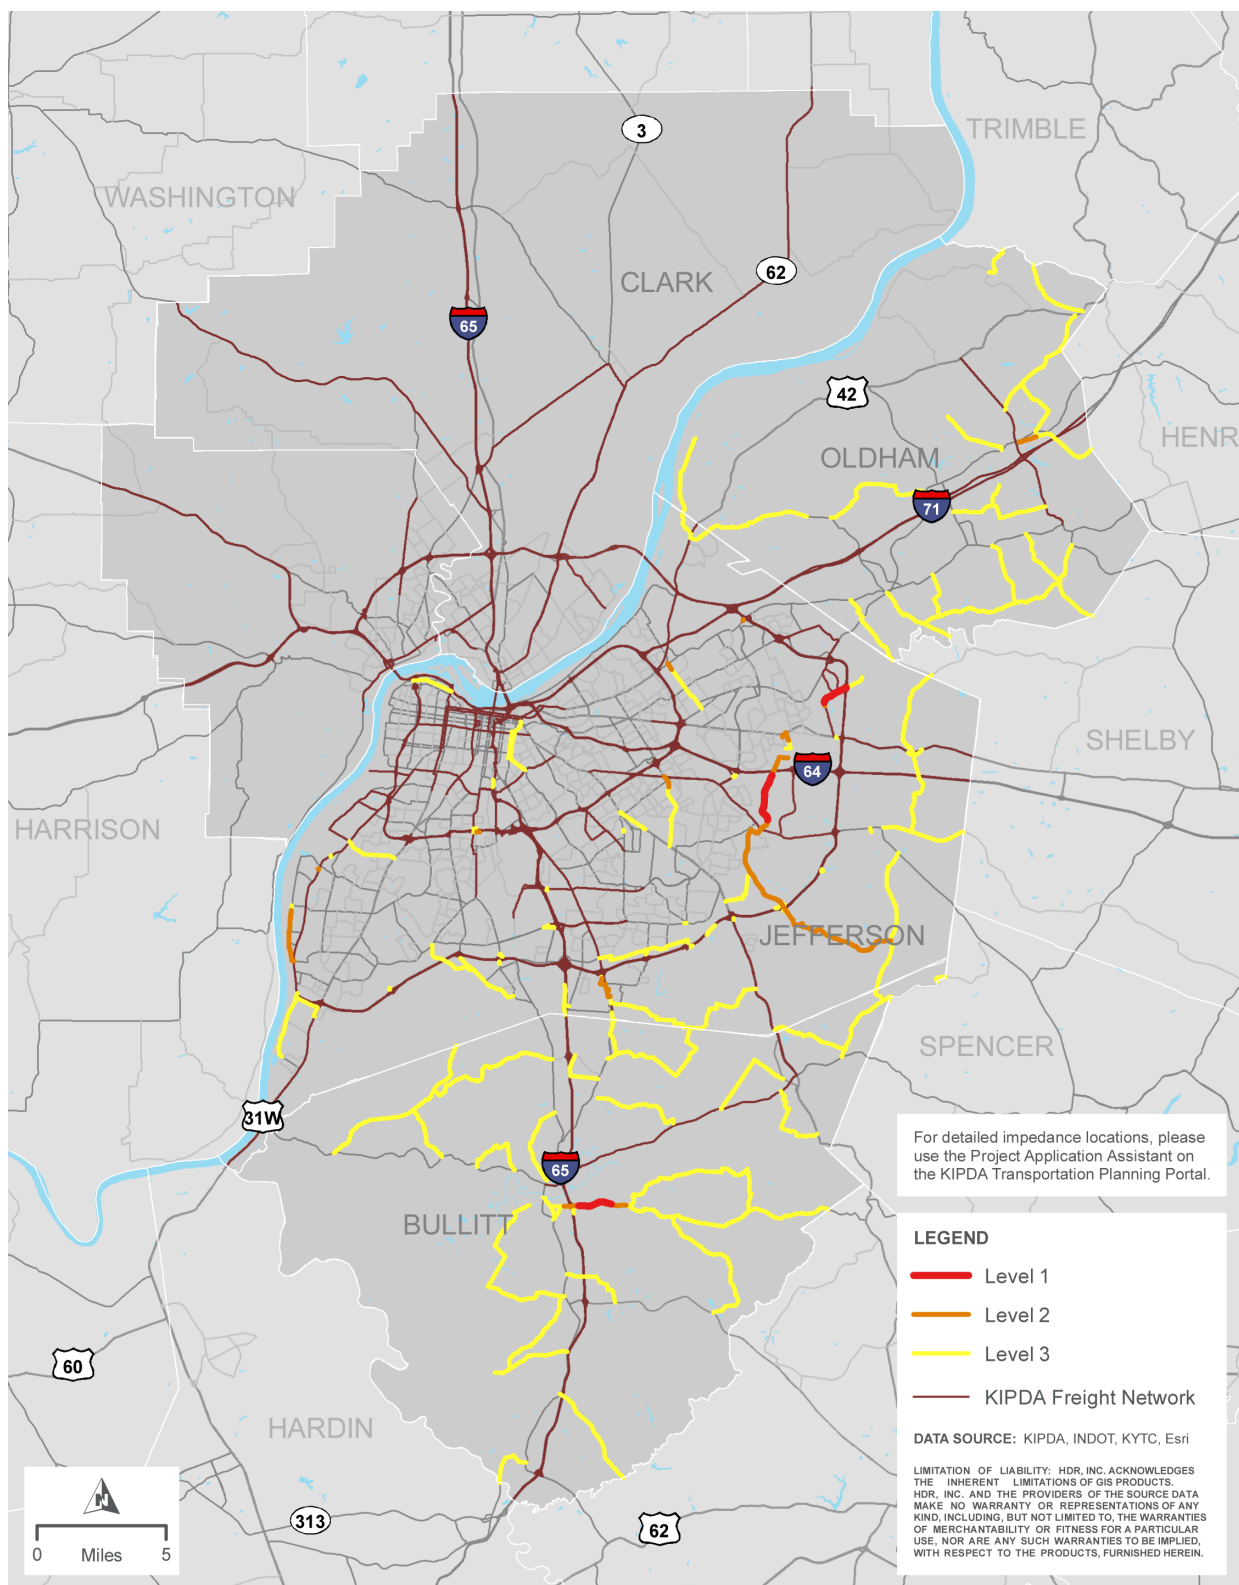 TRIMBLE
3
WASHINGTON
62
CLARK
65
42
HENR
OLDHAM
71
SHELBY
64
HARRISON
JEFFERSON
SPENCER
31W
65
BULLITT
For detailed impedance locations, please
use the Project Application Assistant on
the KIPDA Transportation Planning Portal.
LEGEND
Level 1
Level 2
Level 3
KIPDA Freight Network
60
HARDIN
DATA SOURCE: KIPDA, INDOT, KYTC, Esri
LIMITATION OF LIABILITY: HDR, INC. ACKNOWLEDGES
THE INHERENT LIMITATIONS OF GIS PRODUCTS.
HDR, INC. AND THE PROVIDERS OF THE SOURCE DATA
MAKE NO WARRANTY OR REPRESENTATIONS OF ANY
KIND, INCLUDING, BUT NOT LIMITED TO, THE WARRANTIES
OF MERCHANTABILITY OR FITNESS FOR A PARTICULAR
USE, NOR ARE ANY SUCH WARRANTIES TO BE IMPLIED,
WITH RESPECT TO THE PRODUCTS, FURNISHED HEREIN.
N
0 Miles 5
313
62